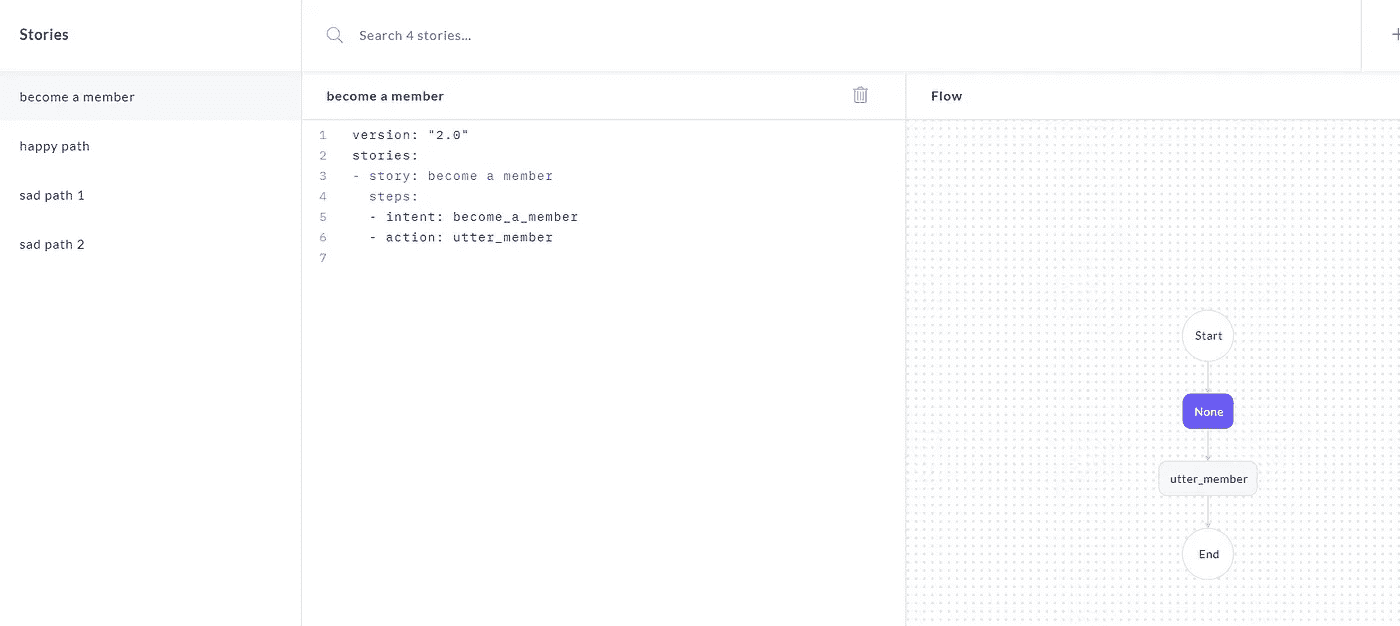 Stories
Search 4 stories...
become a member
happy path
sad path 1
sad path 2
become a member
1 version: "2.0"
2 stories:
3 - story: become a member
4   steps:
5   - intent: become_a_member
6   - action: utter_member
7
Flow
Start
None
utter_member
End